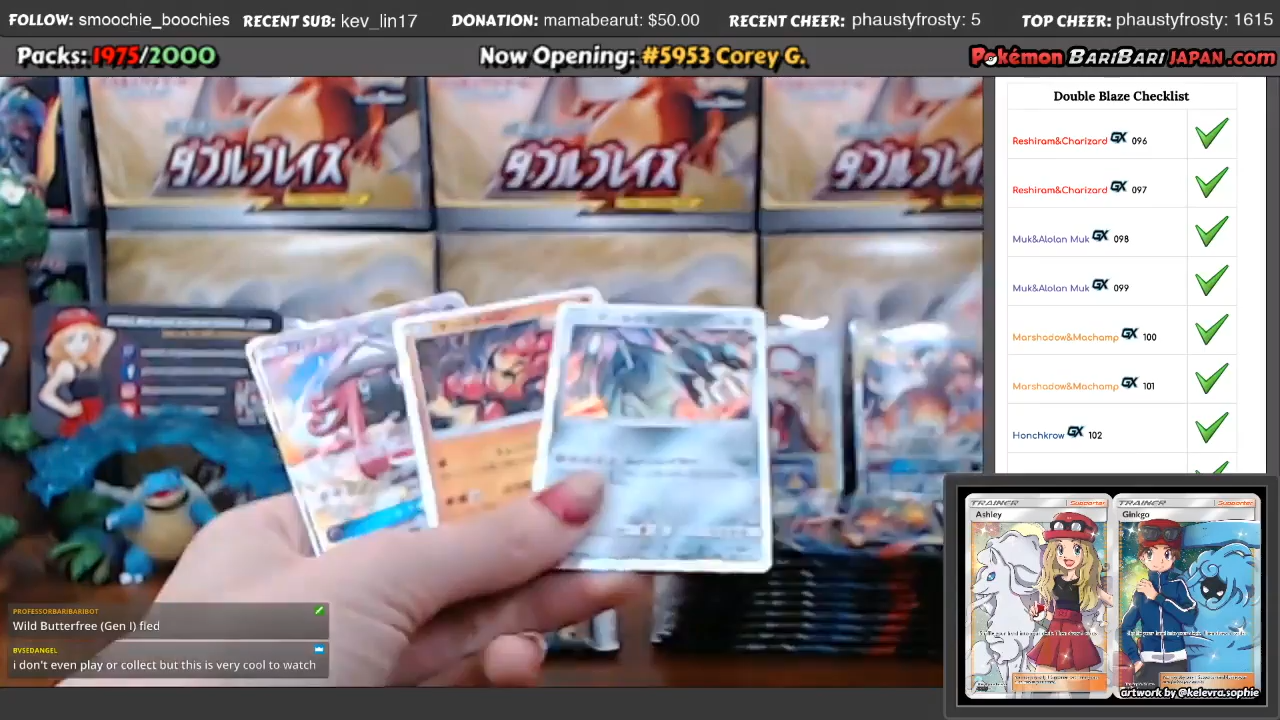 FOLLOW: smoochie_boochies RECENT SUB: kev_lin17 DONATION: mamabearut: $50.00 RECENT CHEER: phaustyfrosty: 5 TOP CHEER: phaustyfrosty: 1615
Packs: 1975/2000 Now Opening: #5953 Corey G. Pokémon BARIBARI JAPAN.com
ダブルブレイズ ダブルブレイズ ダブルブレイズ
Double Blaze Checklist
Reshiram&Charizard GX 096
Reshiram&Charizard GX 097
Muk&Alolan Muk GX 098
Muk&Alolan Muk GX 099
Marshadow&Machamp GX 100
Marshadow&Machamp GX 101
Honchkrow GX 102
TRAINER Supporter TRAINER Supporter
Ashley Ginkgo
artwork by @kelevra.sophie
PROFESSORBARIBARIBOT
Wild Butterfree (Gen I) fled
BVSEDANGEL
i don't even play or collect but this is very cool to watch